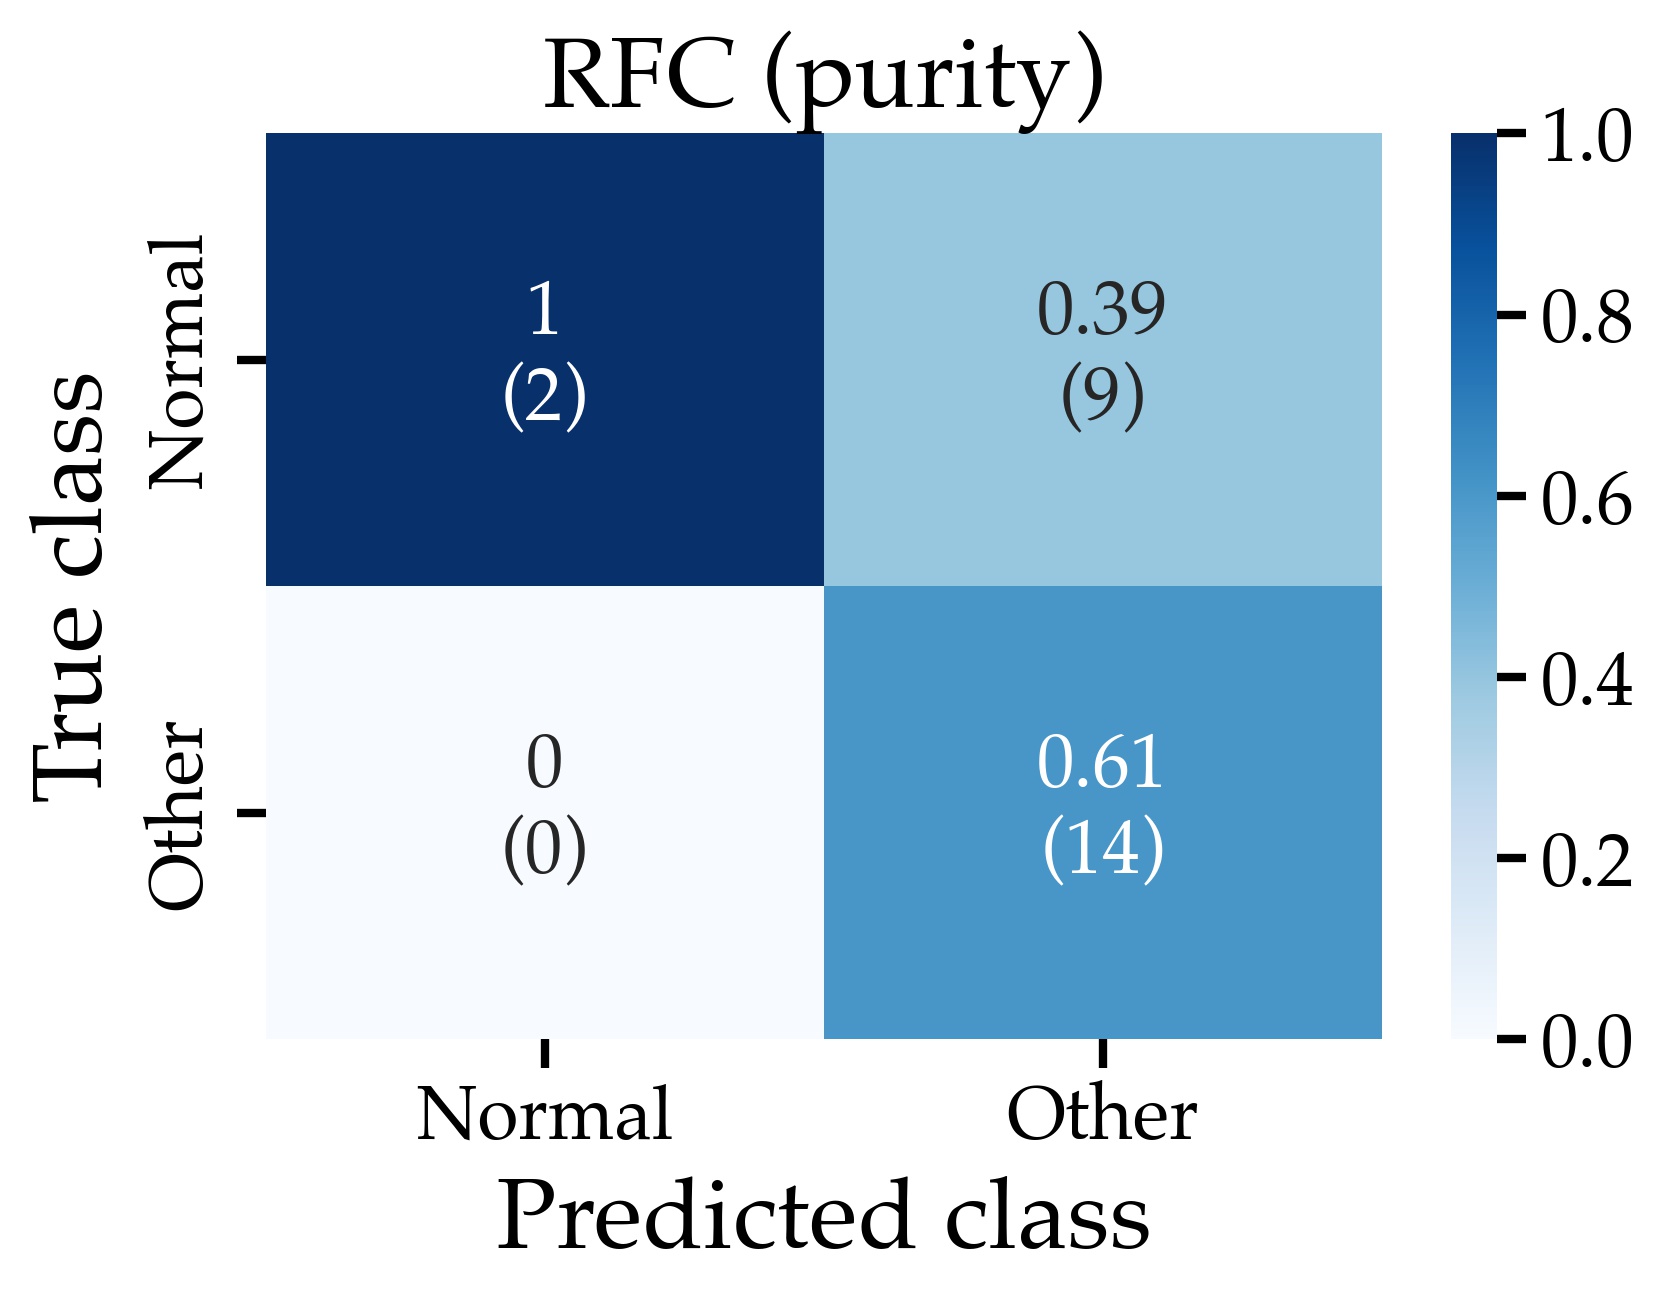 RFC (purity)
True class
Normal
Other
1
(2)
0.39
(9)
0
(0)
0.61
(14)
Normal
Other
Predicted class
1.0
0.8
0.6
0.4
0.2
0.0